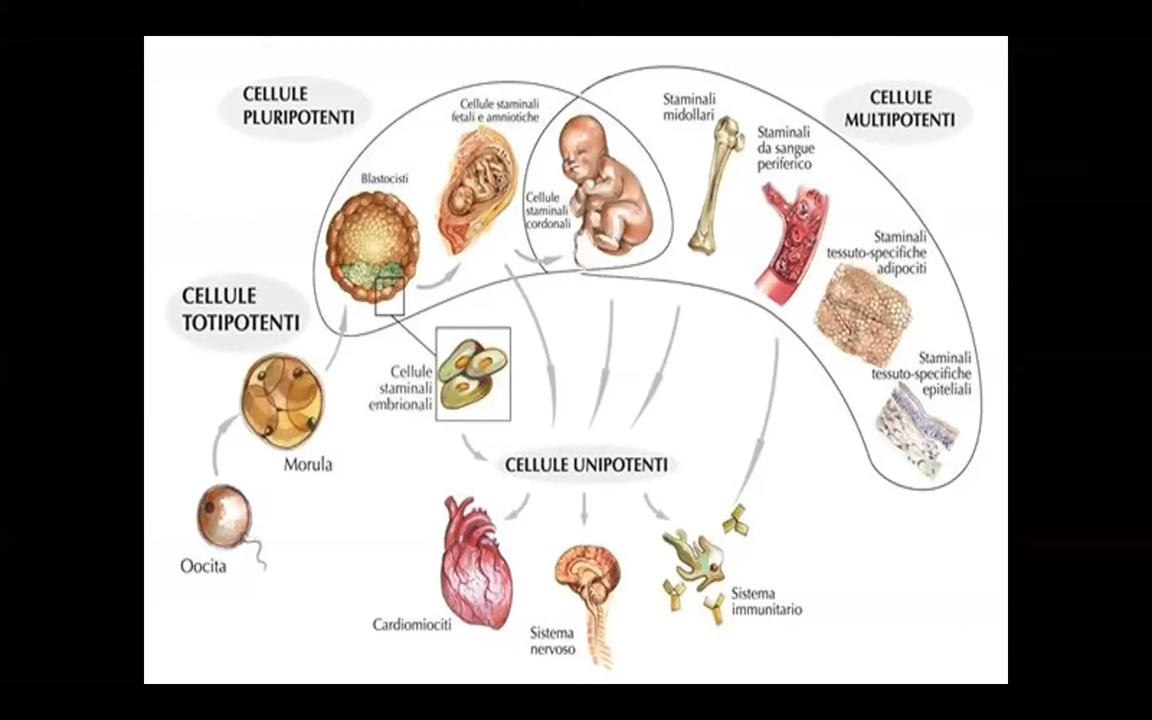 CELLULE
PLURIPOTENTI
Cellule staminali
fetali e amniotiche
Staminali
midollari
CELLULE
MULTIPOTENTI
Staminali
da sangue
periferico
Blastocisti
Cellule
staminali
cordonali
Staminali
tessuto-specifiche
adipociti
CELLULE
TOTIPOTENTI
Staminali
tessuto-specifiche
epiteliali
Cellule
staminali
embrionali
Morula
CELLULE UNIPOTENTI
Oocita
Cardiomiociti
Sistema
nervoso
Sistema
immunitario